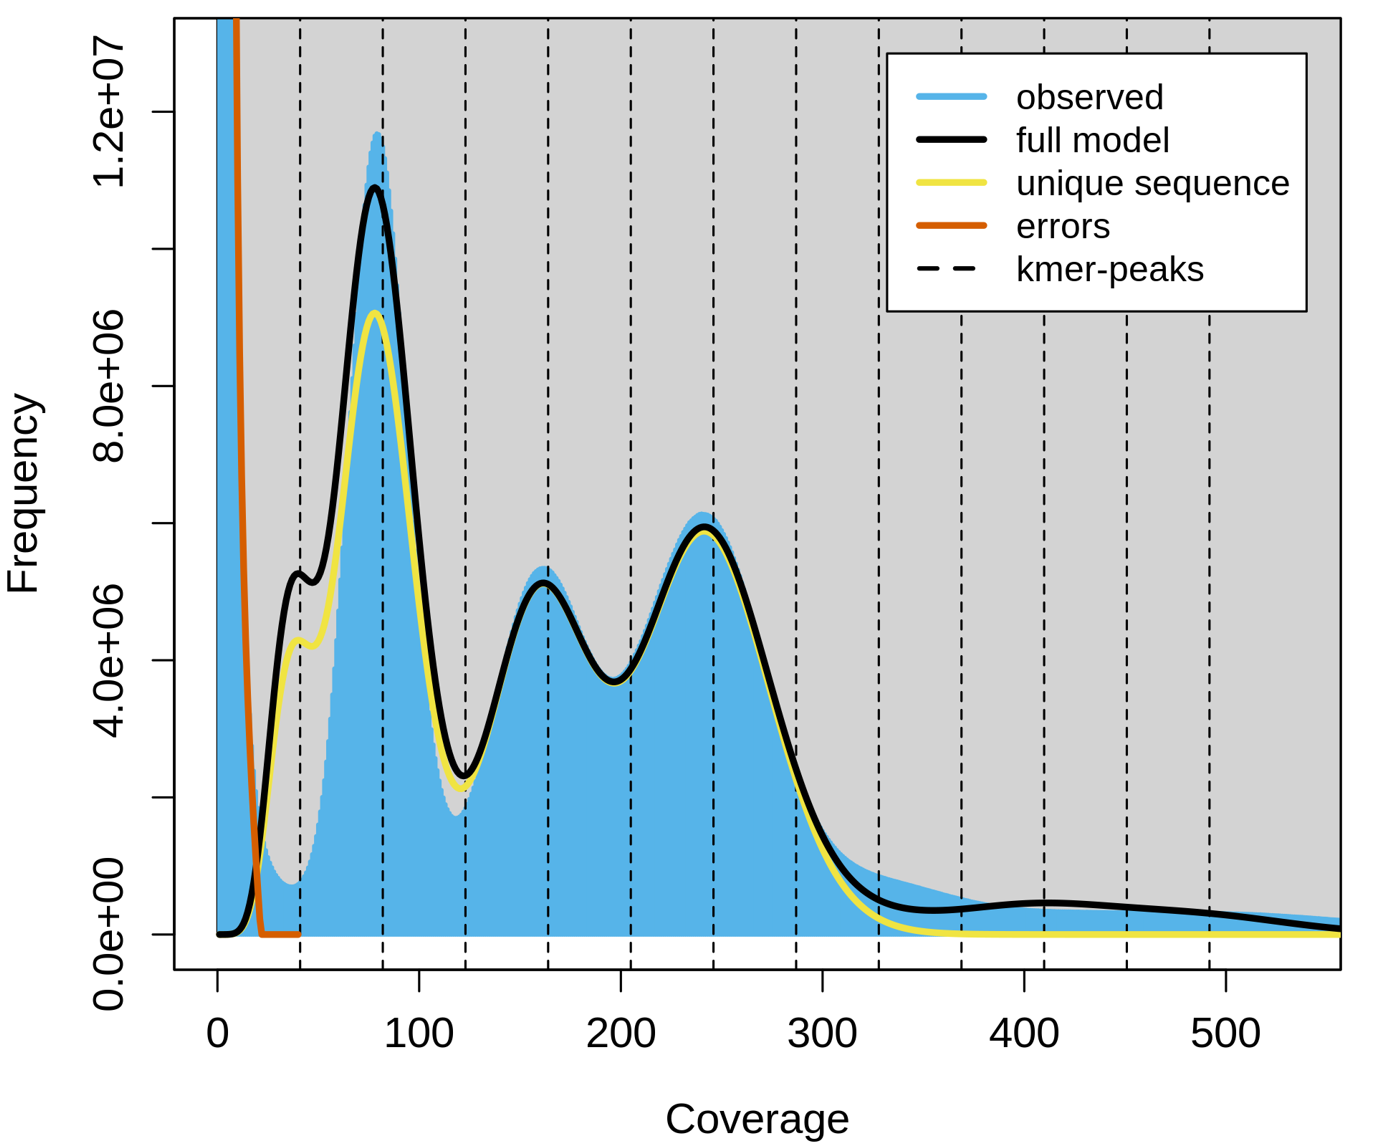 1.2e+07
8.0e+06
4.0e+06
0.0e+00
Frequency
observed
full model
unique sequence
errors
kmer-peaks
0 100 200 300 400 500
Coverage